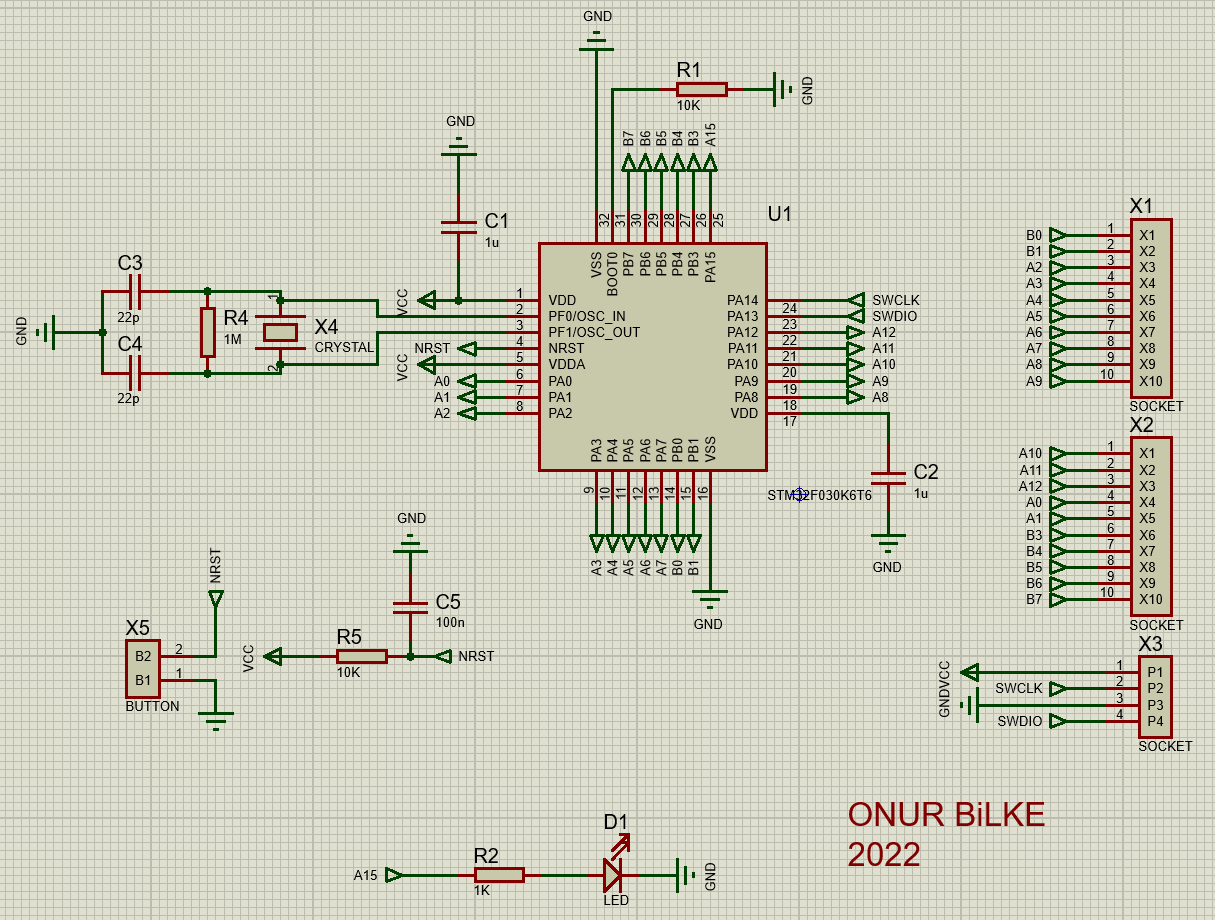 GND
R1
10K
GND
GND
B7
B6
B5
B4
B3
A15
C1
1u
32
31
30
29
28
27
26
25
U1
VSS
BOOT0
PB7
PB6
PB5
PB4
PB3
PA15
C3
22p
C4
22p
GND
R4
1M
1
2
X4
CRYSTAL
VCC
1 VDD
2 PF0/OSC_IN
3 PF1/OSC_OUT
NRST 4 NRST
VCC 5 VDDA
A0 6 PA0
A1 7 PA1
A2 8 PA2
PA14 24 SWCLK
PA13 23 SWDIO
PA12 22 A12
PA11 21 A11
PA10 20 A10
PA9 19 A9
PA8 18 A8
VDD 17
PA3
PA4
PA5
PA6
PA7
PB0
PB1
VSS
9
10
11
12
13
14
15
16
A3
A4
A5
A6
A7
B0
B1
GND
STM32F030K6T6
C2
1u
GND
X1
B0 1 X1
B1 2 X2
A2 3 X3
A3 4 X4
A4 5 X5
A5 6 X6
A6 7 X7
A7 8 X8
A8 9 X9
A9 10 X10
SOCKET
X2
A10 1 X1
A11 2 X2
A12 3 X3
A0 4 X4
A1 5 X5
B3 6 X6
B4 7 X7
B5 8 X8
B6 9 X9
B7 10 X10
SOCKET
X3
GNDVCC
1 P1
SWCLK 2 P2
3 P3
SWDIO 4 P4
SOCKET
NRST
X5
B2 2
B1 1
BUTTON
GND
C5
100n
VCC
R5
10K
NRST
A15
R2
1K
D1
LED
GND
ONUR BiLKE
2022